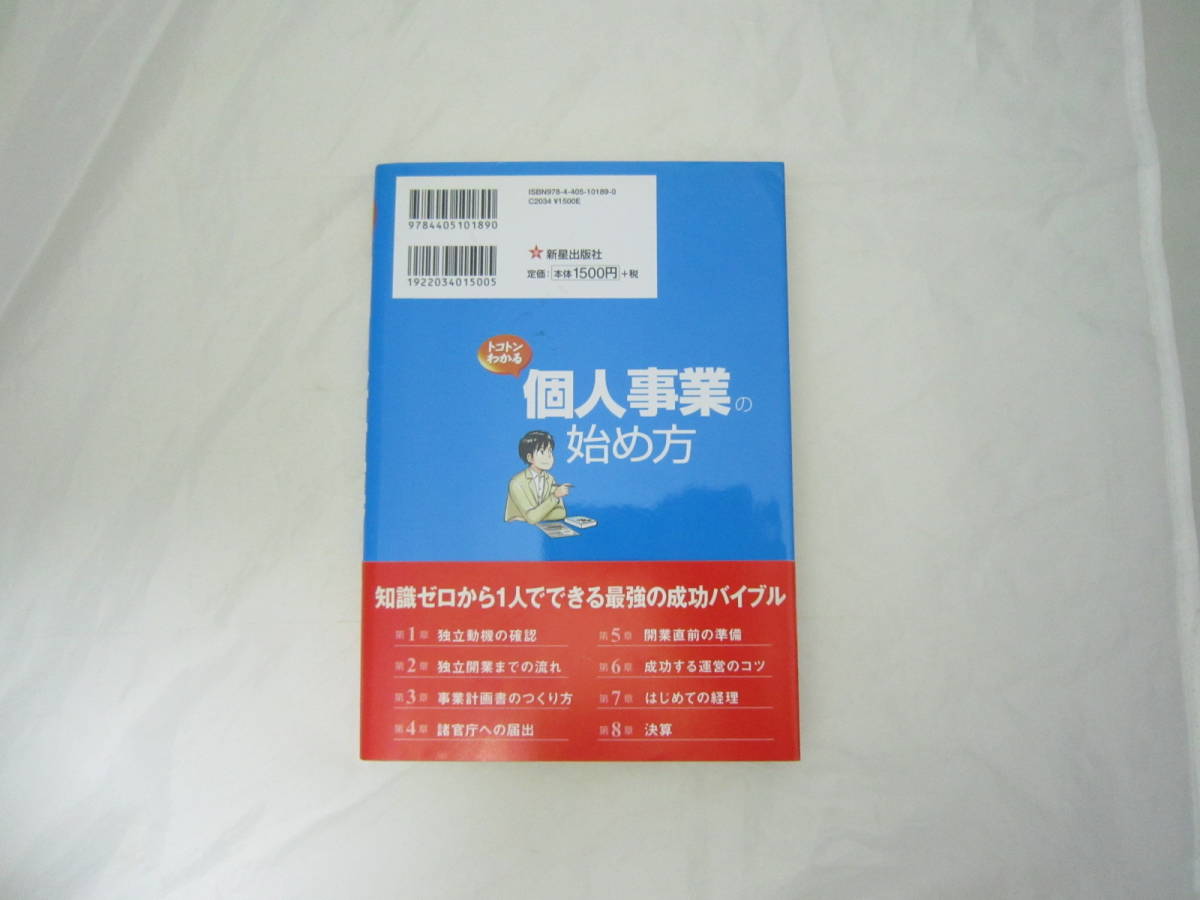 ISBN978-4-405-10189-0
C2034 ¥1500E
9784405101890
1922034015005
新星出版社
定価：本体1500円+税
トコトン
わかる
個人事業の
始め方
知識ゼロから1人でできる最強の成功バイブル
第1章 独立動機の確認
第2章 独立開業までの流れ
第3章 事業計画書のつくり方
第4章 諸官庁への届出
第5章 開業直前の準備
第6章 成功する運営のコツ
第7章 はじめての経理
第8章 決算